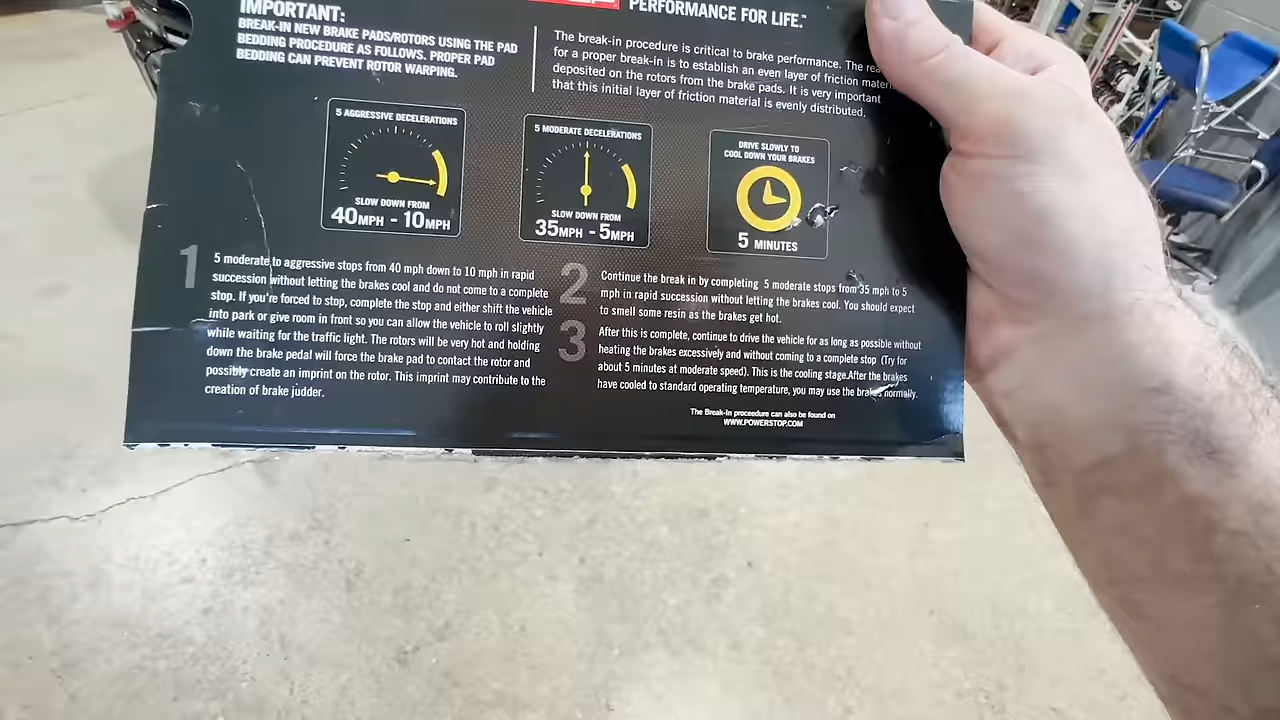 IMPORTANT:
BREAK-IN NEW BRAKE PADS/ROTORS USING THE PAD
BEDDING PROCEDURE AS FOLLOWS. PROPER PAD
BEDDING CAN PREVENT ROTOR WARPING.
PERFORMANCE FOR LIFE.™
The break-in procedure is critical to brake performance. The
for a proper break-in is to establish an even layer of friction
deposited on the rotors from the brake pads. It is very important
that this initial layer of friction material is evenly distributed.
5 AGGRESSIVE DECELERATIONS
SLOW DOWN FROM
40MPH - 10MPH
5 MODERATE DECELERATIONS
SLOW DOWN FROM
35MPH - 5MPH
DRIVE SLOWLY TO
COOL DOWN YOUR BRAKES
5 MINUTES
1
5 moderate to aggressive stops from 40 mph down to 10 mph in rapid
succession without letting the brakes cool and do not come to a complete
stop. If you're forced to stop, complete the stop and either shift the vehicle
into park or give room in front so you can allow the vehicle to roll slightly
while waiting for the traffic light. The rotors will be very hot and holding
down the brake pedal will force the brake pad to contact the rotor and
possibly create an imprint on the rotor. This imprint may contribute to the
creation of brake judder.
2
Continue the break in by completing 5 moderate stops from 35 mph to 5
mph in rapid succession without letting the brakes cool. You should expect
to smell some resin as the brakes get hot.
3
After this is complete, continue to drive the vehicle for as long as possible without
heating the brakes excessively and without coming to a complete stop (Try for
about 5 minutes at moderate speed). This is the cooling stage.After the brakes
have cooled to standard operating temperature, you may use the brakes normally.
The Break-In proceedure can also be found on
WWW.POWERSTOP.COM